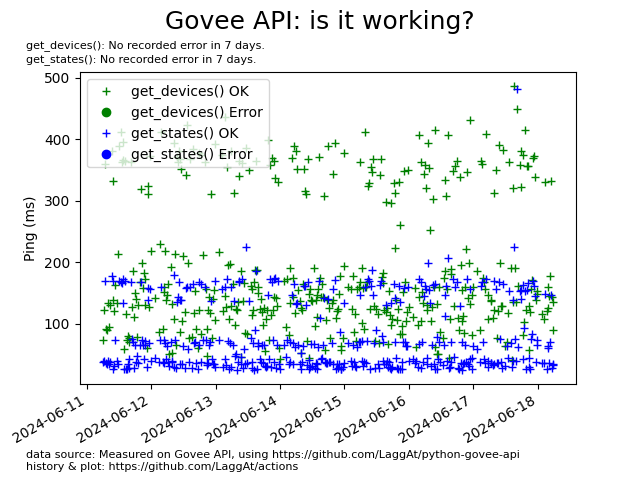 Govee API: is it working?
get_devices(): No recorded error in 7 days.
get_states(): No recorded error in 7 days.
500
400
300
200
100
Ping (ms)
get_devices() OK
get_devices() Error
get_states() OK
get_states() Error
2024-06-11
2024-06-12
2024-06-13
2024-06-14
2024-06-15
2024-06-16
2024-06-17
2024-06-18
data source: Measured on Govee API, using https://github.com/LaggAt/python-govee-api
history & plot: https://github.com/LaggAt/actions